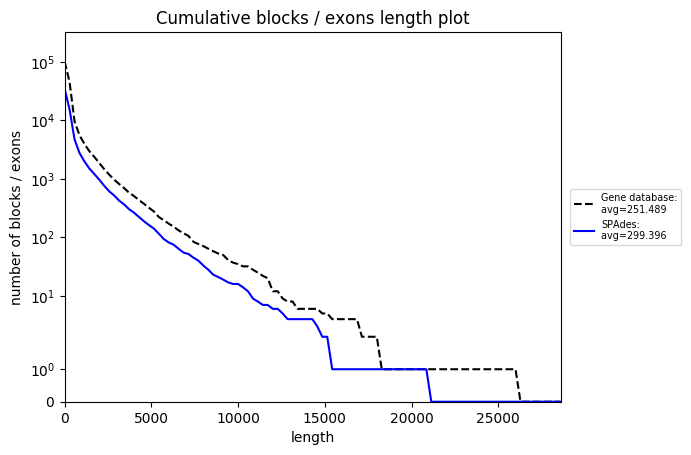 Cumulative blocks / exons length plot
number of blocks / exons
10^5
10^4
10^3
10^2
10^1
10^0
0
0 5000 10000 15000 20000 25000
length
Gene database:
avg=251.489
SPAdes:
avg=299.396